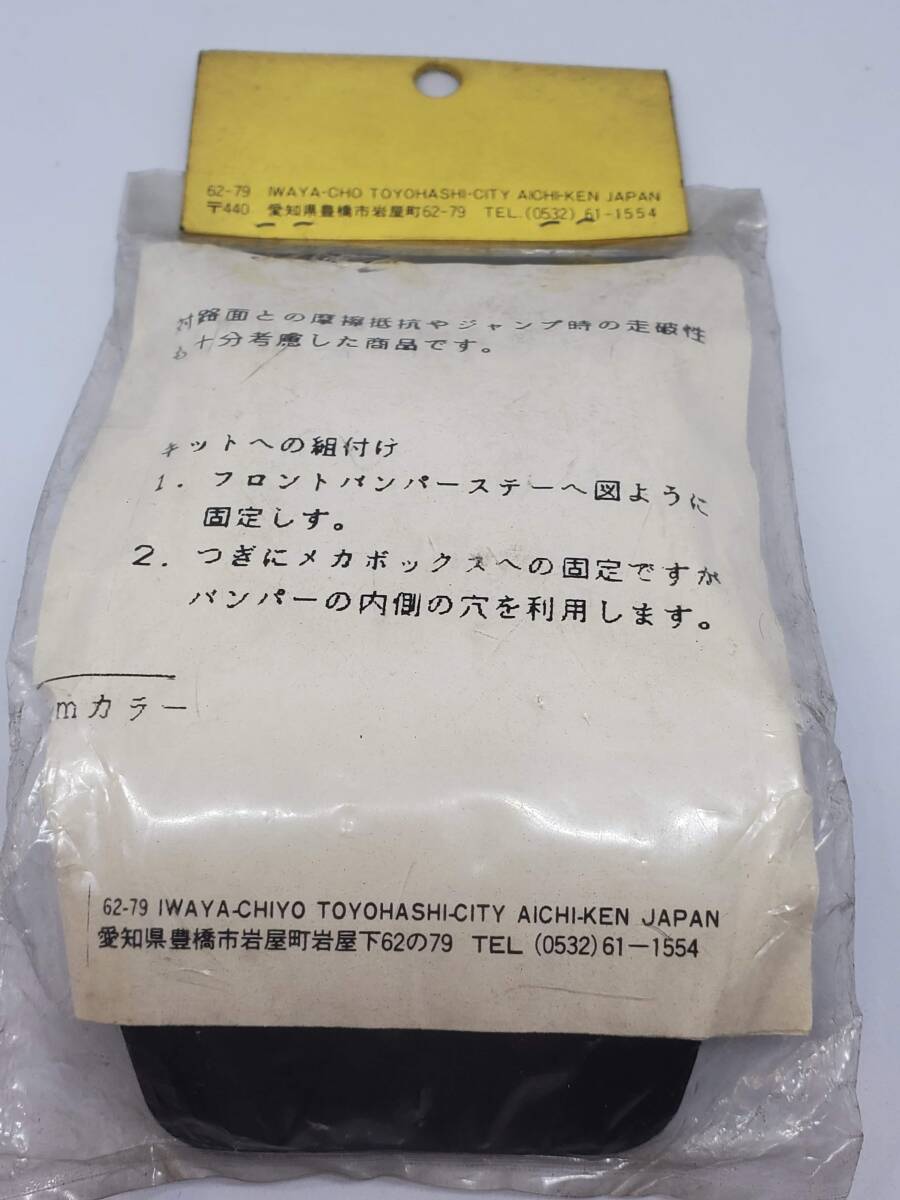 62-79 IWAYA-CHO TOYOHASHI-CITY AICHI-KEN JAPAN
〒440 愛知県豊橋市岩屋町62-79 TEL.(0532) 61-1554
対路面との摩擦抵抗やジャンプ時の走破性
も十分考慮した商品です。
キットへの組付け
1. フロントバンパーステーへ図ように
固定しす。
2. つぎにメカボックスへの固定ですが
バンパーの内側の穴を利用します。
mカラー
62-79 IWAYA-CHIYO TOYOHASHI-CITY AICHI-KEN JAPAN
愛知県豊橋市岩屋町岩屋下62の79 TEL (0532)61-1554